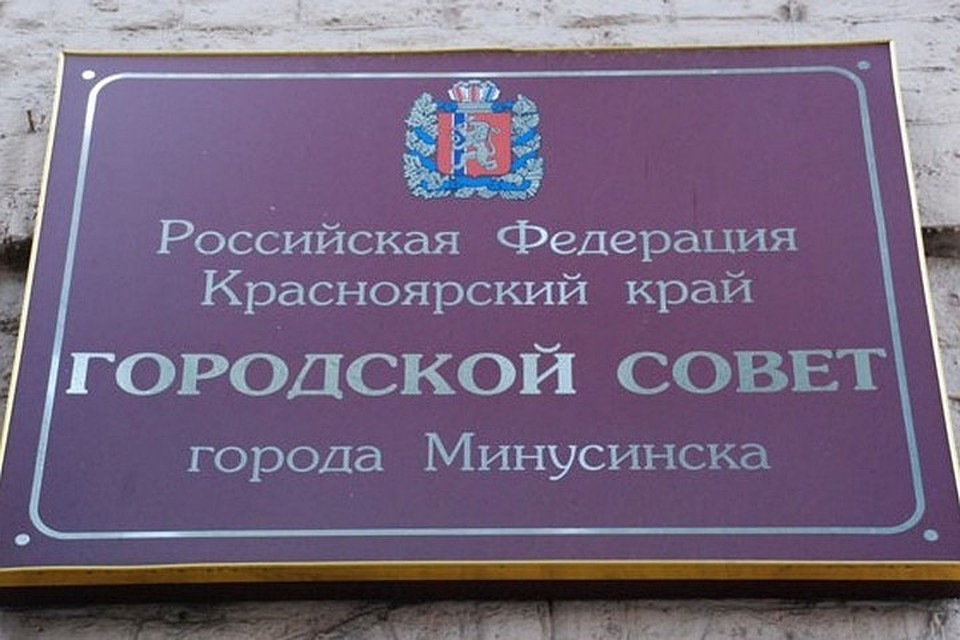 Российская Федерация
Красноярский край
ГОРОДСКОЙ СОВЕТ
города Минусинска